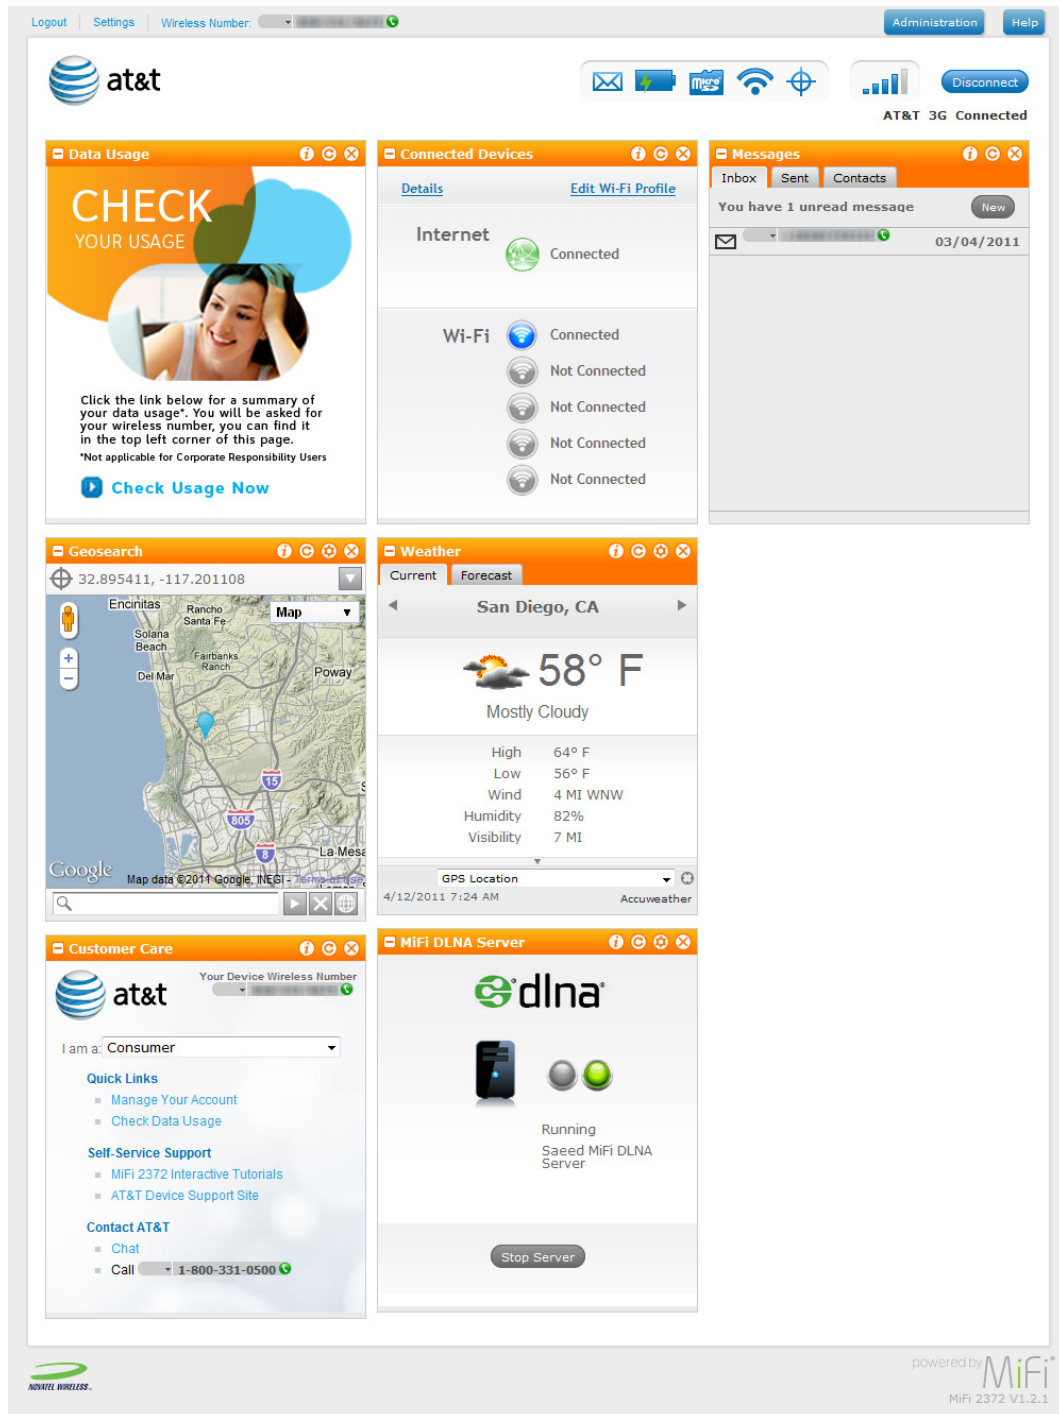 Logout Settings Wireless Number: Administration Help
at&t
micro
Disconnect
AT&T 3G Connected
Data Usage
CHECK
YOUR USAGE
Click the link below for a summary of
your data usage*. You will be asked for
your wireless number, you can find it
in the top left corner of this page.
*Not applicable for Corporate Responsibility Users
Check Usage Now
Connected Devices
Details Edit Wi-Fi Profile
Internet
Connected
Wi-Fi Connected
Not Connected
Not Connected
Not Connected
Not Connected
Messages
Inbox Sent Contacts
You have 1 unread message New
03/04/2011
Geosearch
32.895411, -117.201108
Map
Encinitas
Rancho
Santa Fe
Solana
Beach
Fairbanks
Ranch
Del Mar
Poway
15
805
8
La Mesa
Google
Map data ©2011 Google, INEGI - Terms of Use
Weather
Current Forecast
San Diego, CA
58° F
Mostly Cloudy
High 64° F
Low 56° F
Wind 4 MI WNW
Humidity 82%
Visibility 7 MI
GPS Location
4/12/2011 7:24 AM Accuweather
Customer Care
at&t
Your Device Wireless Number
I am a: Consumer
Quick Links
Manage Your Account
Check Data Usage
Self-Service Support
MiFi 2372 Interactive Tutorials
AT&T Device Support Site
Contact AT&T
Chat
Call 1-800-331-0500
MiFi DLNA Server
dlna
Running
Saeed MiFi DLNA
Server
Stop Server
NOVATEL WIRELESS
powered by MiFi
MiFi 2372 V1.2.1